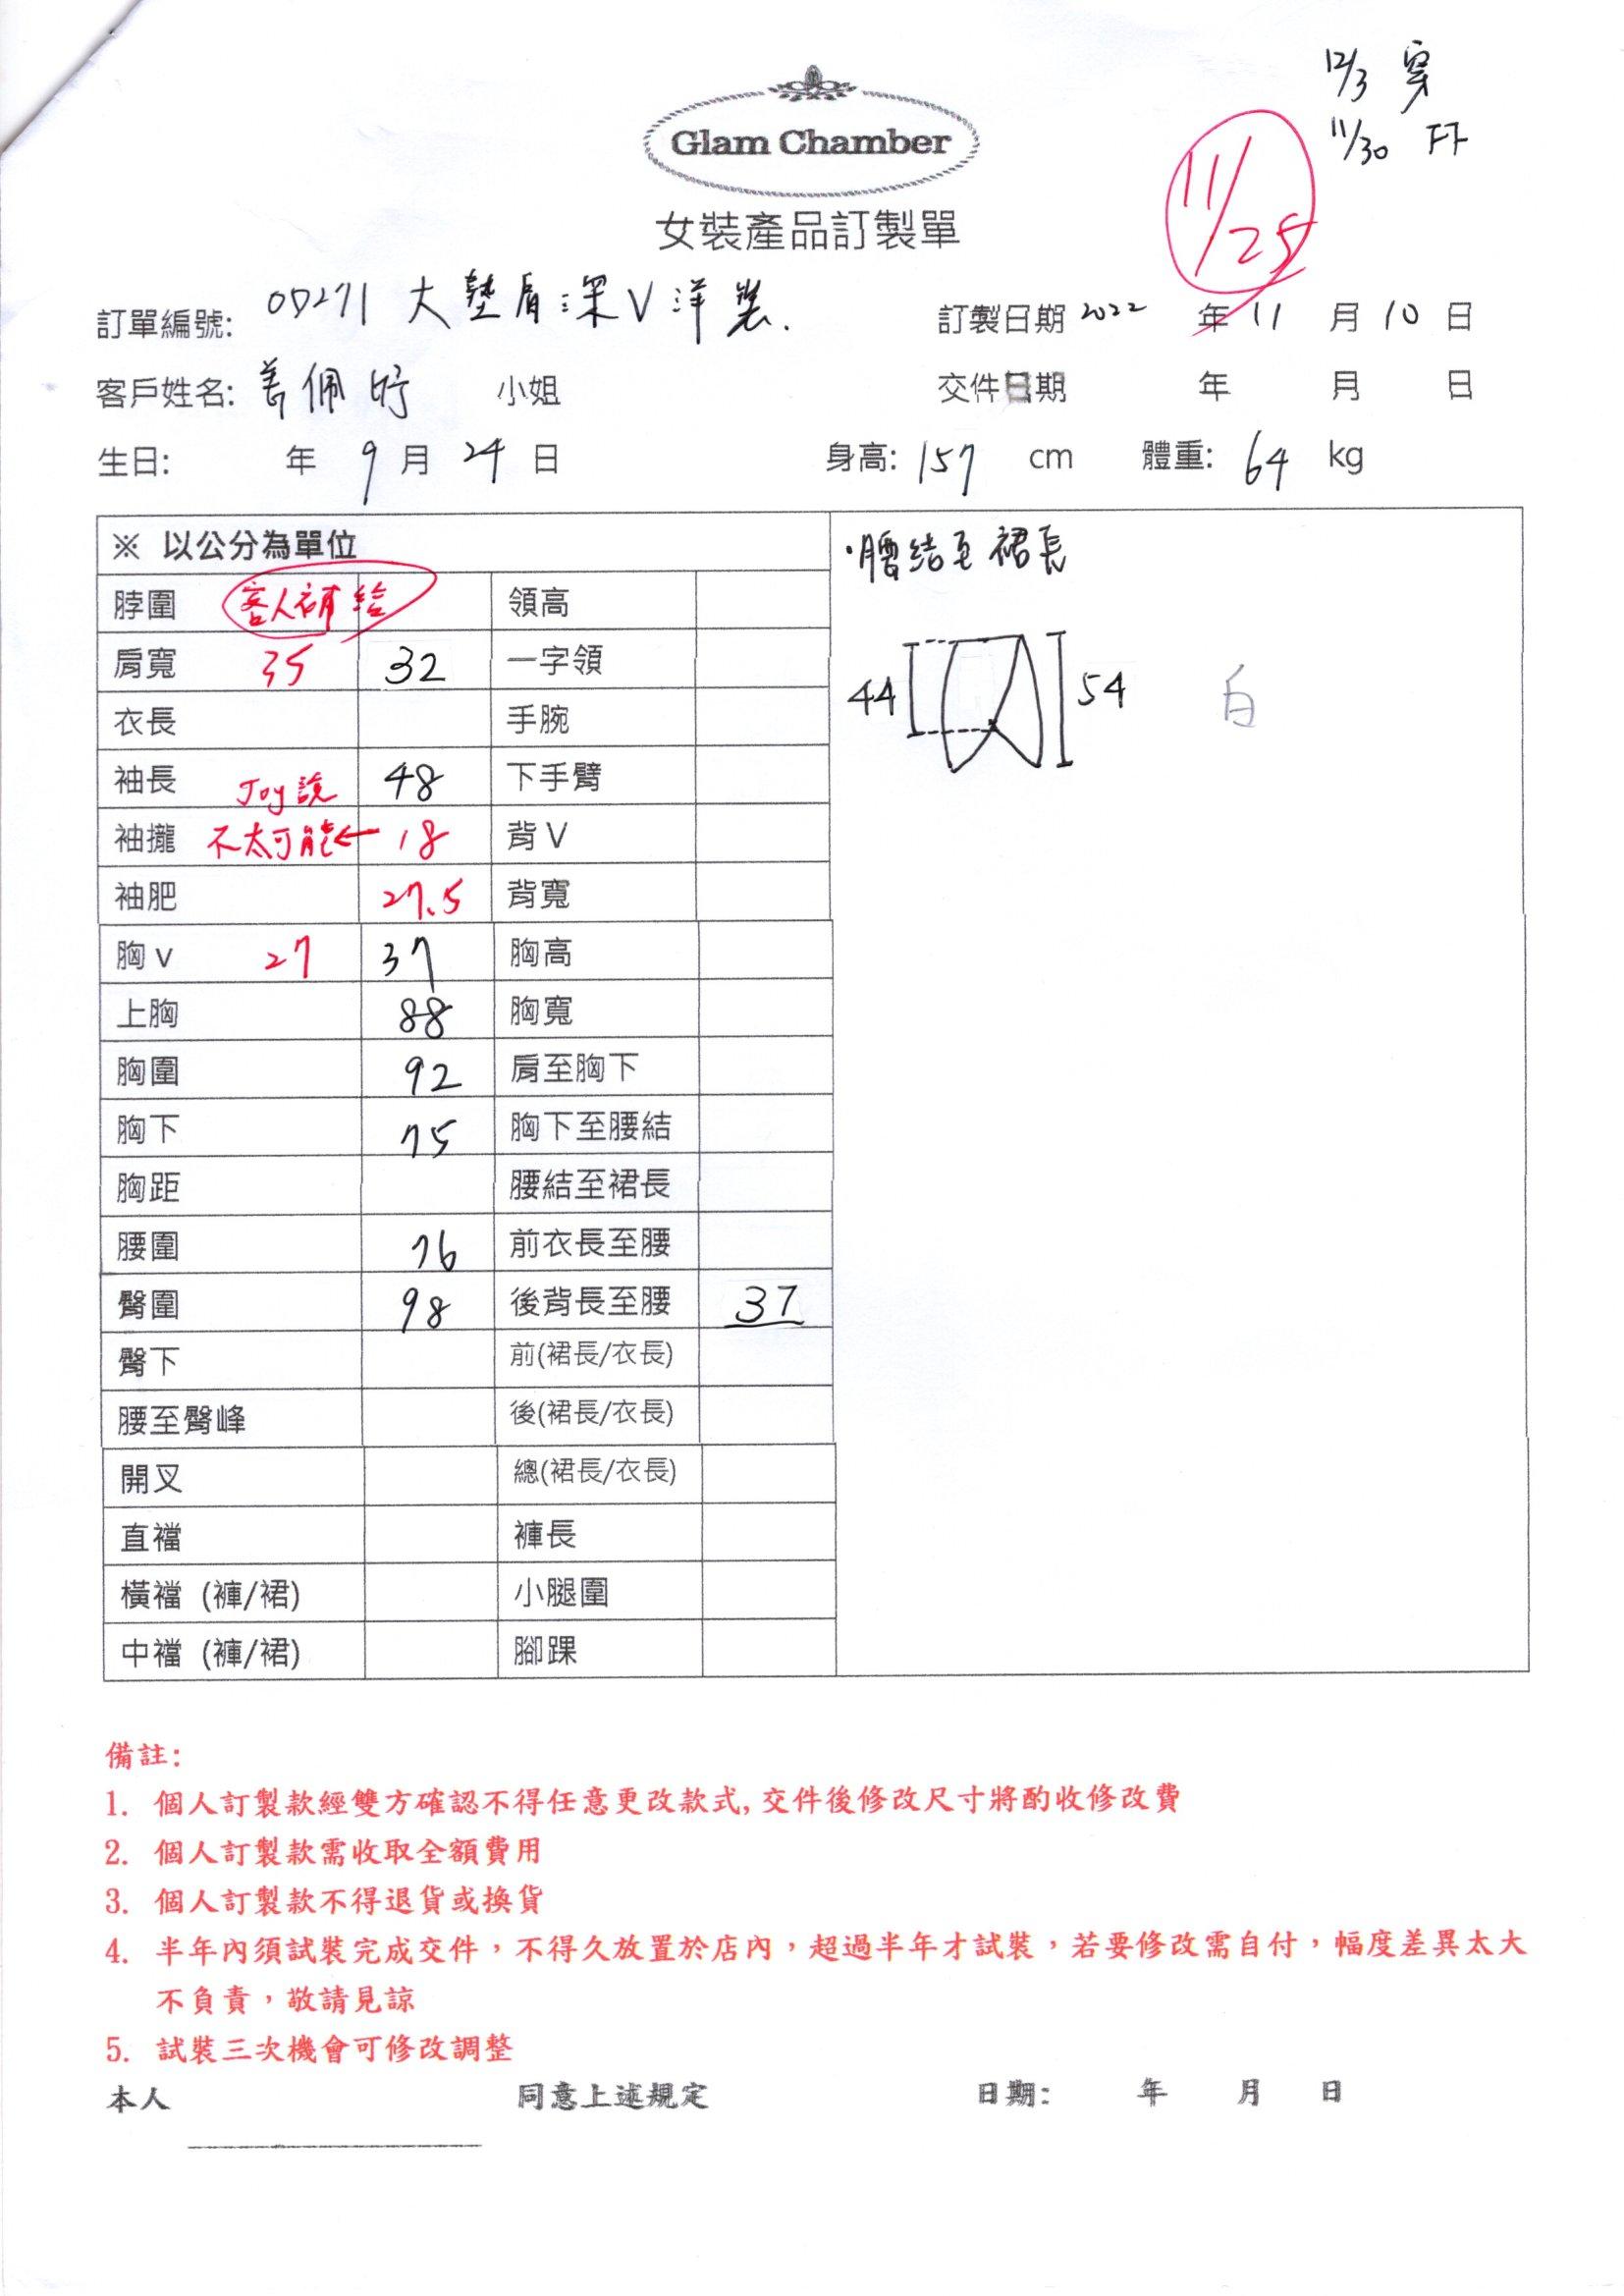 12/3 穿
11/30 FF
11/25
Glam Chamber
女裝產品訂製單
訂單編號: OD271 大墊肩深V洋裝.
訂製日期 2022 年 11 月 10 日
客戶姓名: 佩 小姐
交件日期 年 月 日
生日: 年 9 月 24 日
身高: 157 cm 體重: 64 kg
※ 以公分為單位
脖圍 客人補給 領高
肩寬 35 32 一字領
衣長 手腕
袖長 Joy說 48 下手臂
袖攏 不太可能← 18 背V
袖肥 27.5 背寬
胸v 27 37 胸高
上胸 88 胸寬
胸圍 92 肩至胸下
胸下 75 胸下至腰結
胸距 腰結至裙長
腰圍 76 前衣長至腰
臀圍 98 後背長至腰 37
臀下 前(裙長/衣長)
腰至臀峰 後(裙長/衣長)
開叉 總(裙長/衣長)
直襠 褲長
橫襠 (褲/裙) 小腿圍
中襠 (褲/裙) 腳踝
·腰結至裙長
44 54 白
備註:
1. 個人訂製款經雙方確認不得任意更改款式,交件後修改尺寸將酌收修改費
2. 個人訂製款需收取全額費用
3. 個人訂製款不得退貨或換貨
4. 半年內須試裝完成交件，不得久放置於店內，超過半年才試裝，若要修改需自付，幅度差異太大
不負責，敬請見諒
5. 試裝三次機會可修改調整
本人 同意上述規定 日期: 年 月 日